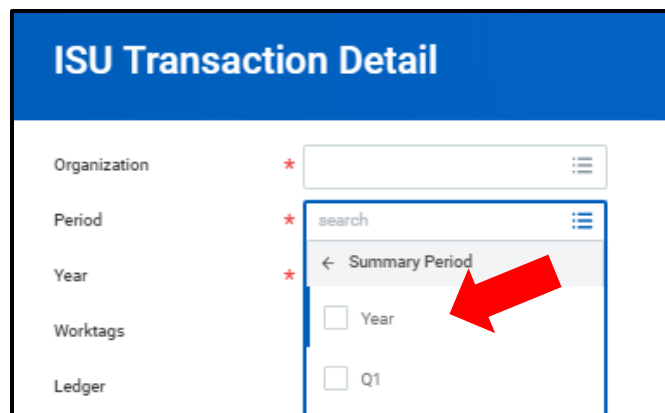 ISU Transaction Detail
Organization *
Period * search
← Summary Period
Year *
Year
Worktags
Q1
Ledger